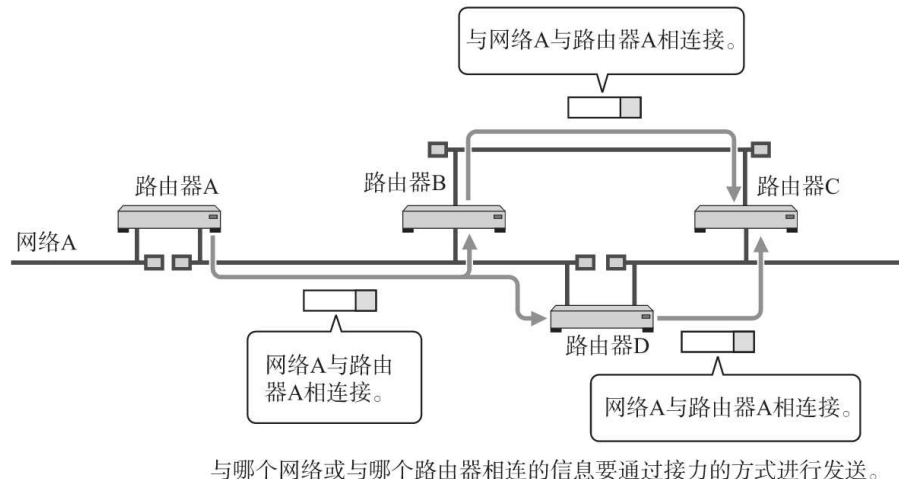 与网络A与路由器A相连接。
路由器A
路由器B
路由器C
网络A
路由器D
网络A与路由
器A相连接。
网络A与路由器A相连接。
与哪个网络或与哪个路由器相连的信息要通过接力的方式进行发送。